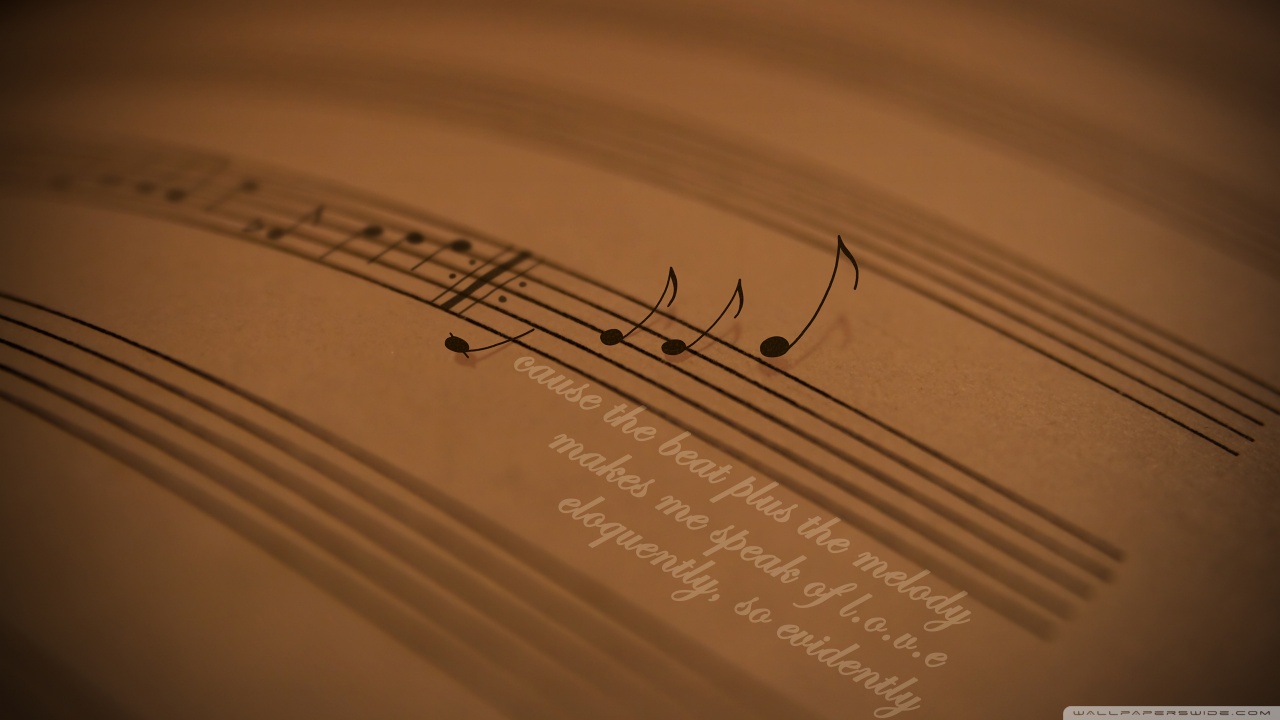 cause the beat plus the melody
makes me speak of l.o.v.e
eloquently, so evidently
WALLPAPERSWIDE.COM